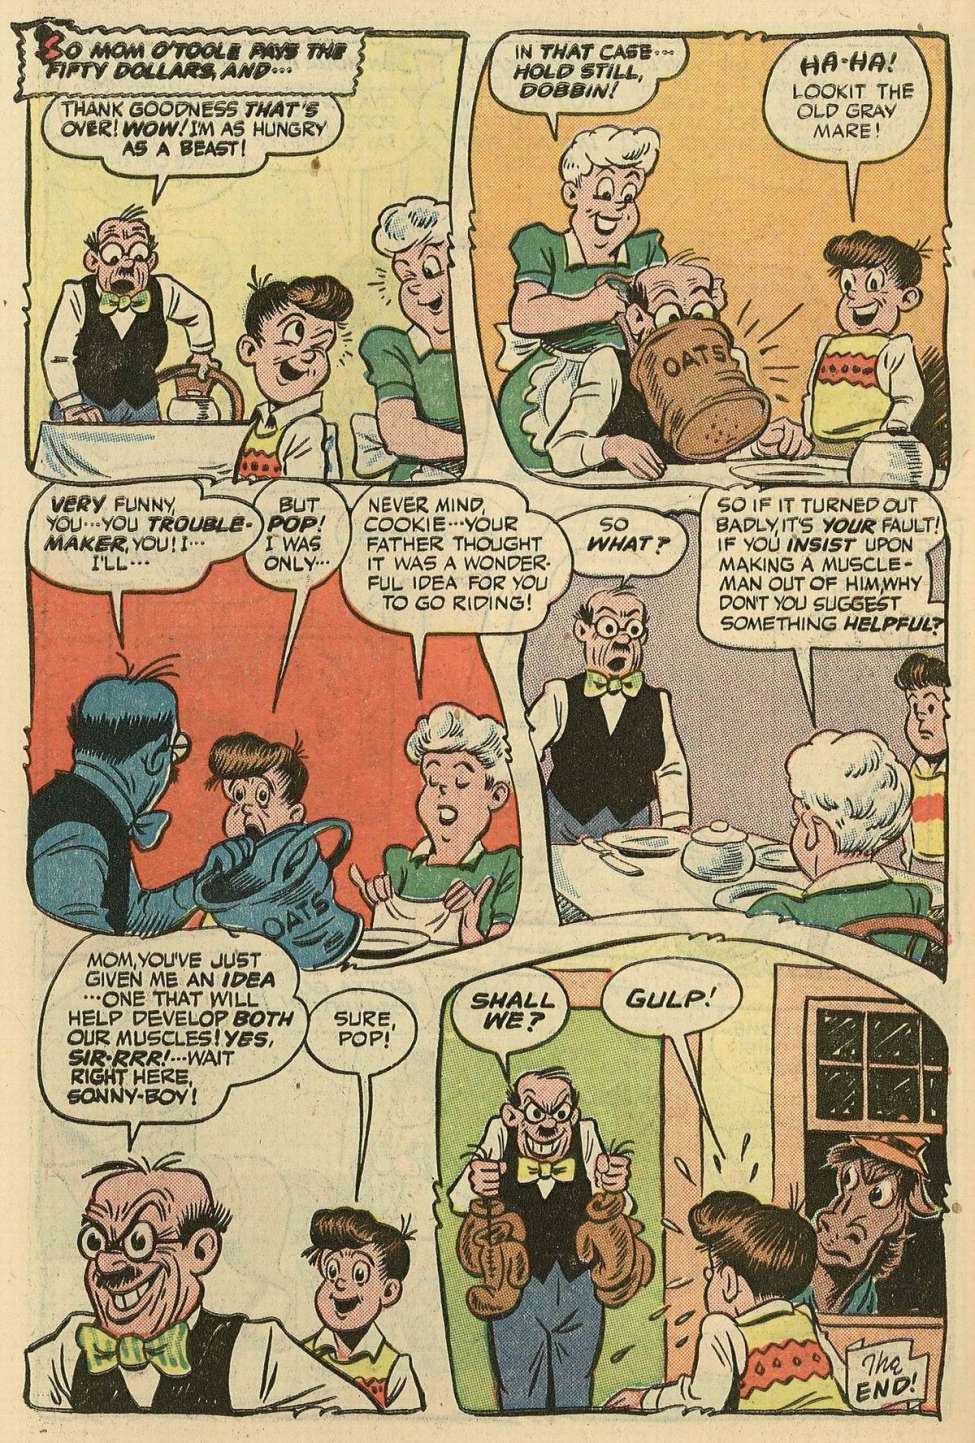 SO MOM O'TOOLE PAYS THE
FIFTY DOLLARS, AND...
THANK GOODNESS THAT'S
OVER! WOW! I'M AS HUNGRY
AS A BEAST!
IN THAT CASE...
HOLD STILL,
DOBBIN!
HA-HA!
LOOKIT THE
OLD GRAY
MARE!
OATS
VERY FUNNY,
YOU...YOU TROUBLE-
MAKER, YOU! I...
I'LL...
BUT
POP!
I WAS
ONLY...
NEVER MIND,
COOKIE...YOUR
FATHER THOUGHT
IT WAS A WONDER-
FUL IDEA FOR YOU
TO GO RIDING!
OATS
SO
WHAT?
SO IF IT TURNED OUT
BADLY, IT'S YOUR FAULT!
IF YOU INSIST UPON
MAKING A MUSCLE-
MAN OUT OF HIM, WHY
DON'T YOU SUGGEST
SOMETHING HELPFUL?
MOM, YOU'VE JUST
GIVEN ME AN IDEA
...ONE THAT WILL
HELP DEVELOP BOTH
OUR MUSCLES! YES,
SIR-RRR!...WAIT
RIGHT HERE,
SONNY-BOY!
SURE,
POP!
SHALL
WE?
GULP!
The
END!